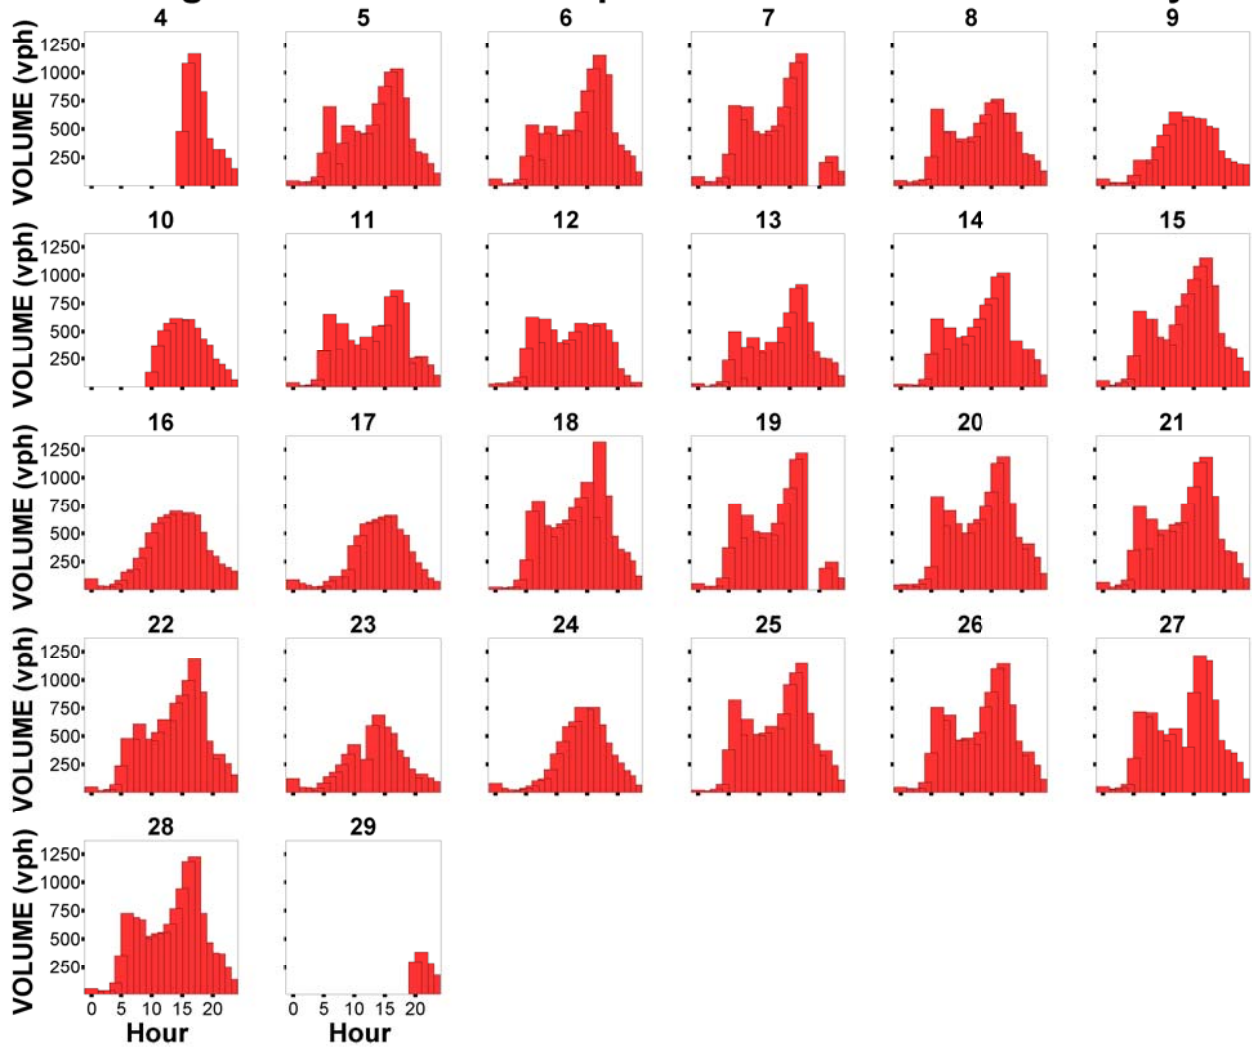 4 5 6 7 8 9
VOLUME (vph) 1250 1000 750 500 250
10 11 12 13 14 15
VOLUME (vph) 1250 1000 750 500 250
16 17 18 19 20 21
VOLUME (vph) 1250 1000 750 500 250
22 23 24 25 26 27
VOLUME (vph) 1250 1000 750 500 250
28 29
VOLUME (vph) 1250 1000 750 500 250
0 5 10 15 20 0 5 10 15 20
Hour Hour